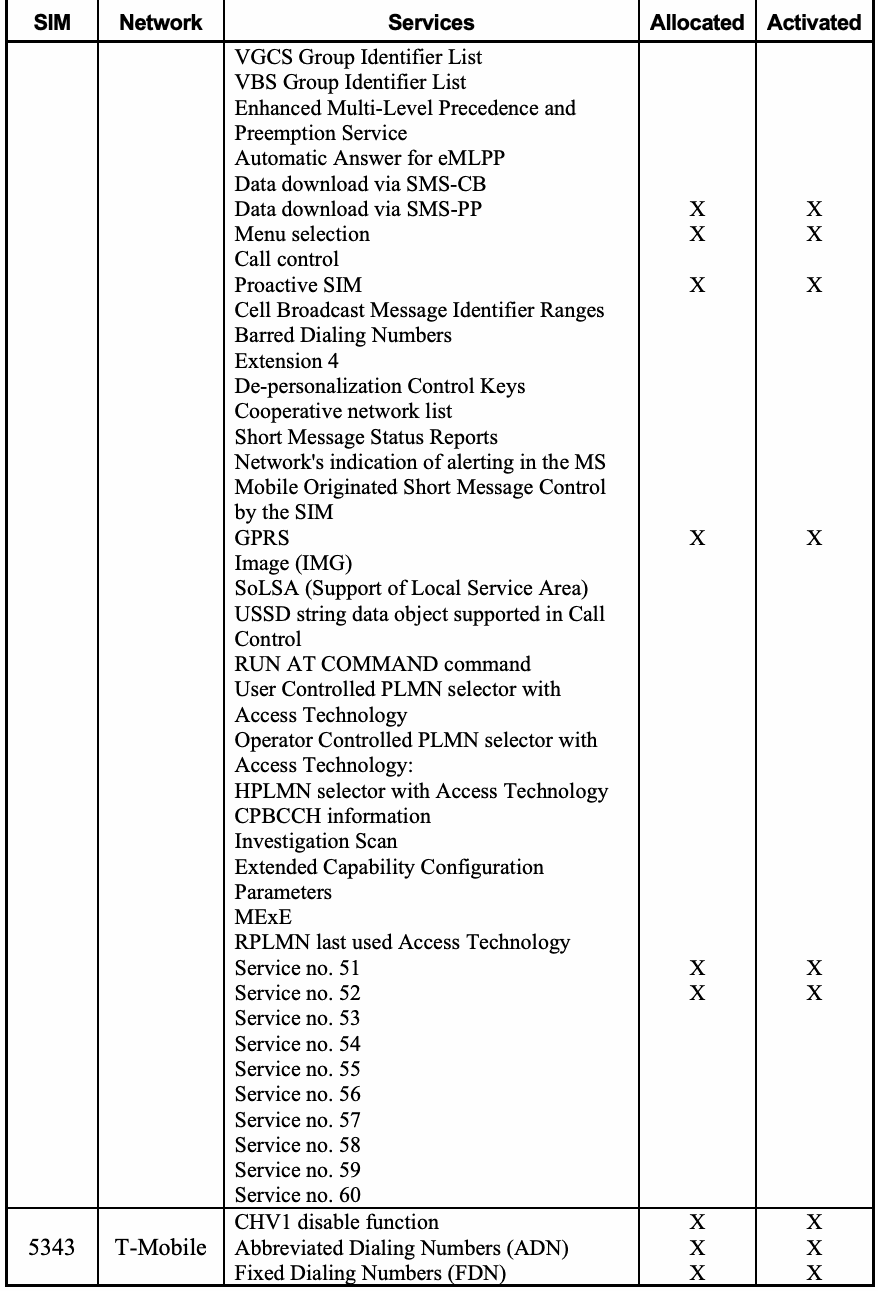 SIM Network Services Allocated Activated
VGCS Group Identifier List
VBS Group Identifier List
Enhanced Multi-Level Precedence and
Preemption Service
Automatic Answer for eMLPP
Data download via SMS-CB
Data download via SMS-PP X X
Menu selection X X
Call control
Proactive SIM X X
Cell Broadcast Message Identifier Ranges
Barred Dialing Numbers
Extension 4
De-personalization Control Keys
Cooperative network list
Short Message Status Reports
Network's indication of alerting in the MS
Mobile Originated Short Message Control
by the SIM
GPRS X X
Image (IMG)
SoLSA (Support of Local Service Area)
USSD string data object supported in Call
Control
RUN AT COMMAND command
User Controlled PLMN selector with
Access Technology
Operator Controlled PLMN selector with
Access Technology:
HPLMN selector with Access Technology
CPBCCH information
Investigation Scan
Extended Capability Configuration
Parameters
MExE
RPLMN last used Access Technology
Service no. 51 X X
Service no. 52 X X
Service no. 53
Service no. 54
Service no. 55
Service no. 56
Service no. 57
Service no. 58
Service no. 59
Service no. 60
CHV1 disable function X X
5343 T-Mobile Abbreviated Dialing Numbers (ADN) X X
Fixed Dialing Numbers (FDN) X X